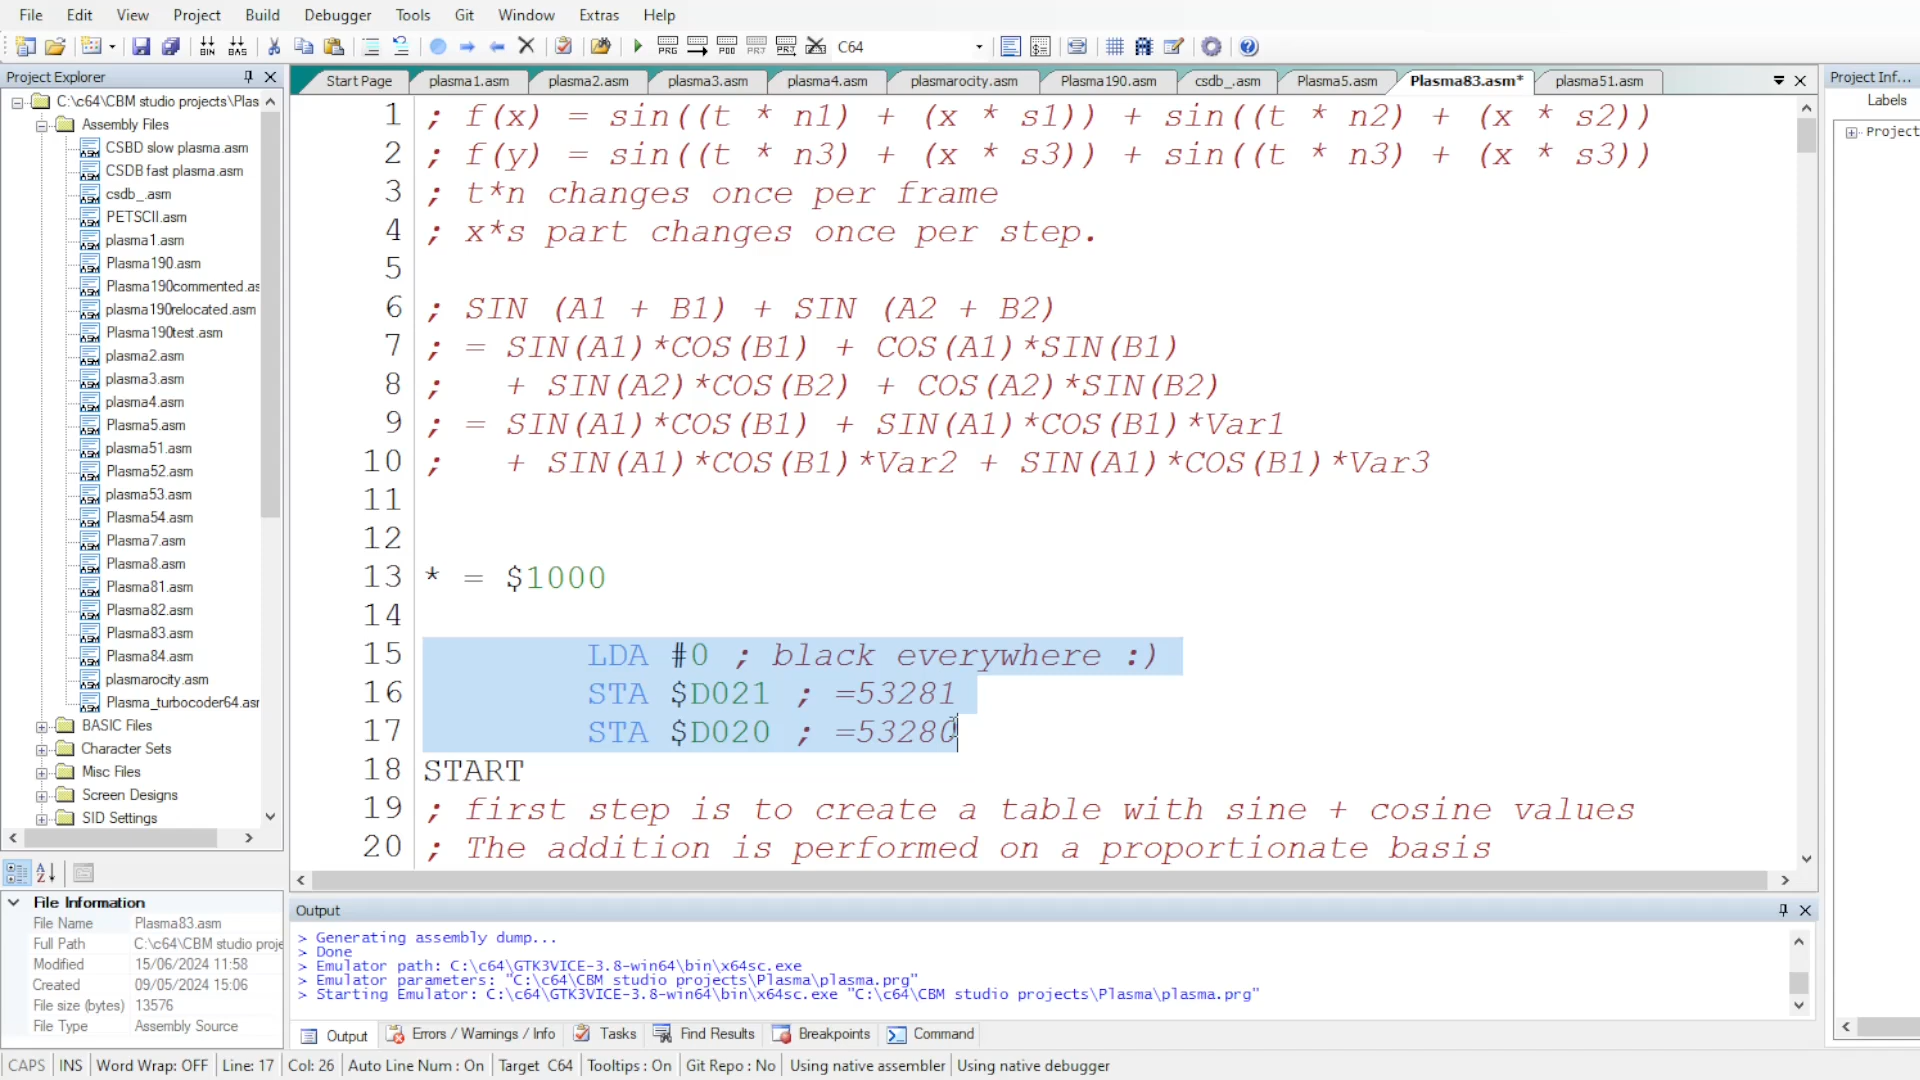 File Edit View Project Build Debugger Tools Git Window Extras Help
BIN BAS PRG PDD PRJ PRJ C64
Project Explorer
C:\c64\CBM studio projects\Plas
Assembly Files
CSBD slow plasma.asm
CSDB fast plasma.asm
csdb_.asm
PETSCII.asm
plasma1.asm
Plasma190.asm
Plasma190commented.as
plasma190relocated.asm
Plasma190test.asm
plasma2.asm
plasma3.asm
plasma4.asm
Plasma5.asm
plasma51.asm
Plasma52.asm
plasma53.asm
Plasma54.asm
Plasma7.asm
Plasma8.asm
Plasma81.asm
Plasma82.asm
Plasma83.asm
Plasma84.asm
plasmarocity.asm
Plasma_turbocoder64.asr
BASIC Files
Character Sets
Misc Files
Screen Designs
SID Settings
File Information
File Name Plasma83.asm
Full Path C:\c64\CBM studio proje
Modified 15/06/2024 11:58
Created 09/05/2024 15:06
File size (bytes) 13576
File Type Assembly Source
Start Page plasma1.asm plasma2.asm plasma3.asm plasma4.asm plasmarocity.asm Plasma190.asm csdb_.asm Plasma5.asm Plasma83.asm* plasma51.asm
1 ; f(x) = sin((t * n1) + (x * s1)) + sin((t * n2) + (x * s2))
2 ; f(y) = sin((t * n3) + (x * s3)) + sin((t * n3) + (x * s3))
3 ; t*n changes once per frame
4 ; x*s part changes once per step.
5
6 ; SIN (A1 + B1) + SIN (A2 + B2)
7 ; = SIN(A1)*COS(B1) + COS(A1)*SIN(B1)
8 ; + SIN(A2)*COS(B2) + COS(A2)*SIN(B2)
9 ; = SIN(A1)*COS(B1) + SIN(A1)*COS(B1)*Var1
10 ; + SIN(A1)*COS(B1)*Var2 + SIN(A1)*COS(B1)*Var3
11
12
13 * = $1000
14
15 LDA #0 ; black everywhere :)
16 STA $D021 ; =53281
17 STA $D020 ; =53280
18 START
19 ; first step is to create a table with sine + cosine values
20 ; The addition is performed on a proportionate basis
Output
> Generating assembly dump...
> Done
> Emulator path: C:\c64\GTK3VICE-3.8-win64\bin\x64sc.exe
> Emulator parameters: "C:\c64\CBM studio projects\Plasma\plasma.prg"
> Starting Emulator: C:\c64\GTK3VICE-3.8-win64\bin\x64sc.exe "C:\c64\CBM studio projects\Plasma\plasma.prg"
Output Errors / Warnings / Info Tasks Find Results Breakpoints Command
Project Inf...
Labels
Project
CAPS INS Word Wrap: OFF Line: 17 Col: 26 Auto Line Num : On Target C64 Tooltips : On Git Repo : No Using native assembler Using native debugger